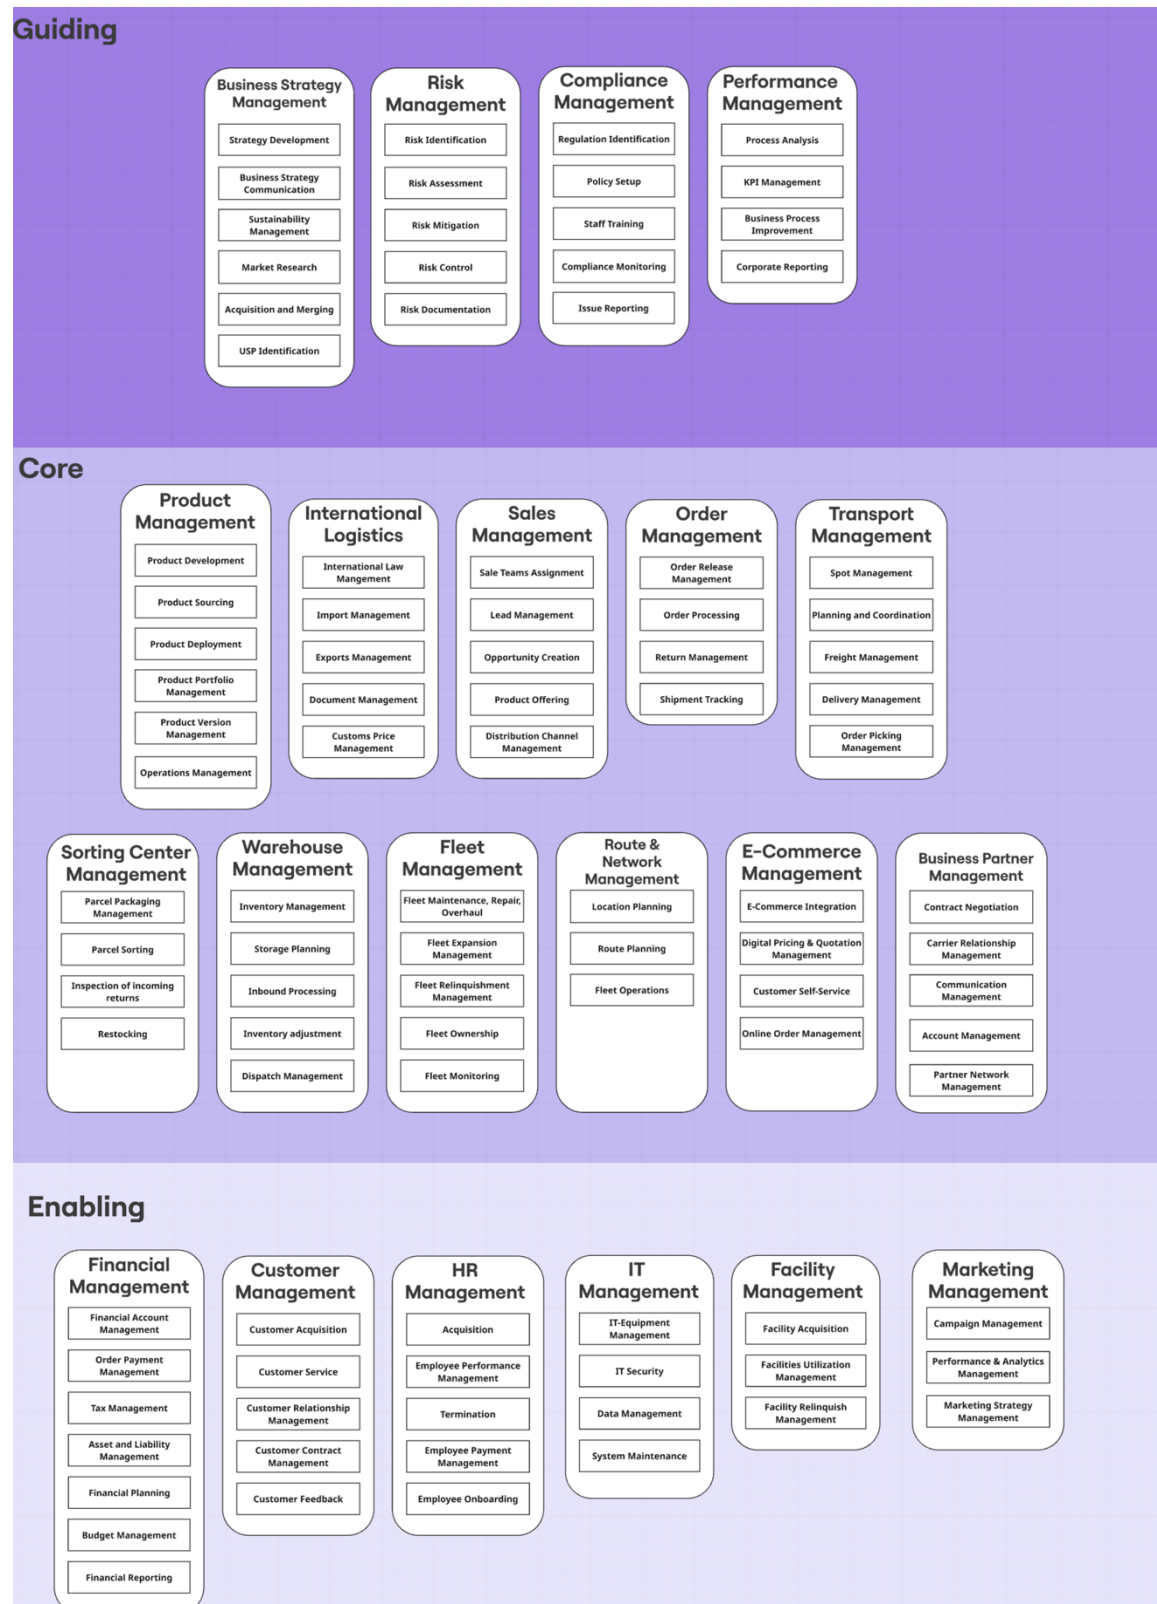 Guiding
Business Strategy
Management
Strategy Development
Business Strategy
Communication
Sustainability
Management
Market Research
Acquisition and Merging
USP Identification
Risk
Management
Risk Identification
Risk Assessment
Risk Mitigation
Risk Control
Risk Documentation
Compliance
Management
Regulation Identification
Policy Setup
Staff Training
Compliance Monitoring
Issue Reporting
Performance
Management
Process Analysis
KPI Management
Business Process
Improvement
Corporate Reporting
Core
Product
Management
Product Development
Product Sourcing
Product Deployment
Product Portfolio
Management
Product Version
Management
Operations Management
International
Logistics
International Law
Mangement
Import Management
Exports Management
Document Management
Customs Price
Management
Sales
Management
Sale Teams Assignment
Lead Management
Opportunity Creation
Product Offering
Distribution Channel
Management
Order
Management
Order Release
Management
Order Processing
Return Management
Shipment Tracking
Transport
Management
Spot Management
Planning and Coordination
Freight Management
Delivery Management
Order Picking
Management
Sorting Center
Management
Parcel Packaging
Management
Parcel Sorting
Inspection of incoming
returns
Restocking
Warehouse
Management
Inventory Management
Storage Planning
Inbound Processing
Inventory adjustment
Dispatch Management
Fleet
Management
Fleet Maintenance, Repair,
Overhaul
Fleet Expansion
Management
Fleet Relinquishment
Management
Fleet Ownership
Fleet Monitoring
Route &
Network
Management
Location Planning
Route Planning
Fleet Operations
E-Commerce
Management
E-Commerce Integration
Digital Pricing & Quotation
Management
Customer Self-Service
Online Order Management
Business Partner
Management
Contract Negotiation
Carrier Relationship
Management
Communication
Management
Account Management
Partner Network
Management
Enabling
Financial
Management
Financial Account
Management
Order Payment
Management
Tax Management
Asset and Liability
Management
Financial Planning
Budget Management
Financial Reporting
Customer
Management
Customer Acquisition
Customer Service
Customer Relationship
Management
Customer Contract
Management
Customer Feedback
HR
Management
Acquisition
Employee Performance
Management
Termination
Employee Payment
Management
Employee Onboarding
IT
Management
IT-Equipment
Management
IT Security
Data Management
System Maintenance
Facility
Management
Facility Acquisition
Facilities Utilization
Management
Facility Relinquish
Management
Marketing
Management
Campaign Management
Performance & Analytics
Management
Marketing Strategy
Management